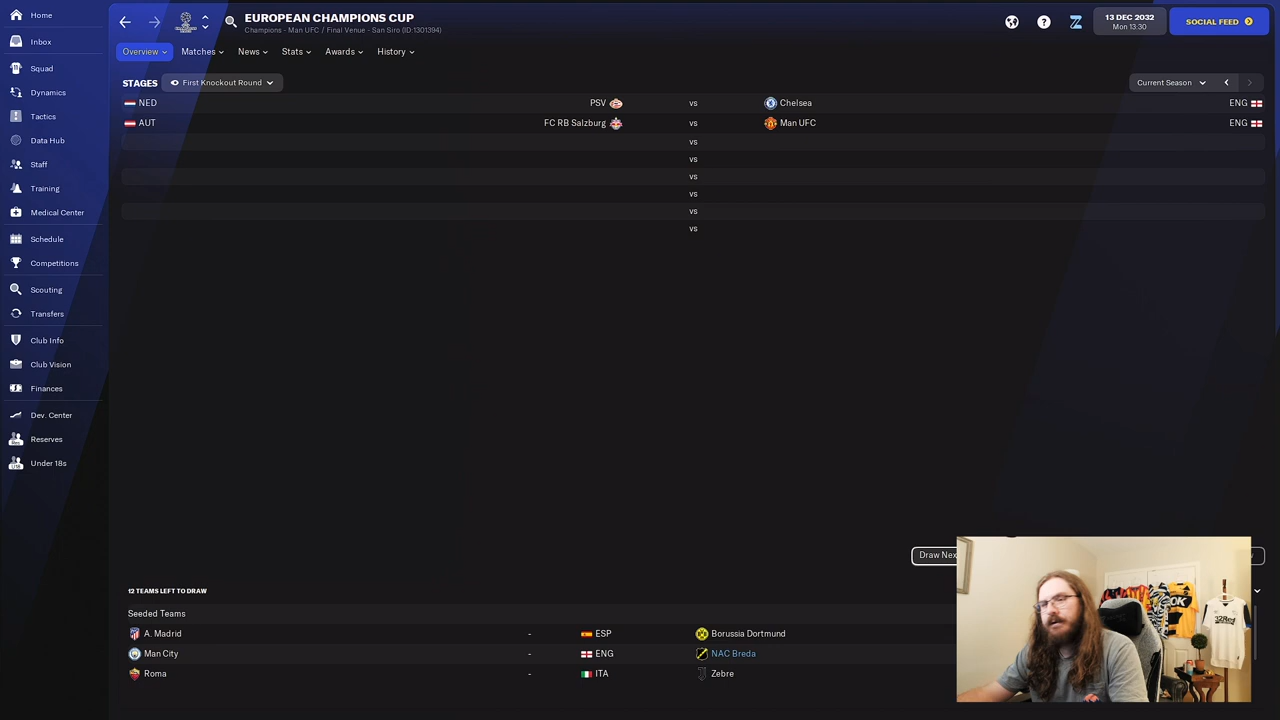 Home
Inbox
Squad
Dynamics
Tactics
Data Hub
Staff
Training
Medical Center
Schedule
Competitions
Scouting
Transfers
Club Info
Club Vision
Finances
Dev. Center
Reserves
Under 18s
EUROPEAN CHAMPIONS CUP
Champions - Man UFC / Final Venue - San Siro (ID:1301394)
13 DEC 2032
Mon 13:30
SOCIAL FEED
Overview Matches News Stats Awards History
STAGES First Knockout Round Current Season
NED PSV vs Chelsea ENG
AUT FC RB Salzburg vs Man UFC ENG
vs
vs
vs
vs
vs
vs
Draw Nex
12 TEAMS LEFT TO DRAW
Seeded Teams
A. Madrid - ESP Borussia Dortmund
Man City - ENG NAC Breda
Roma - ITA Zebre